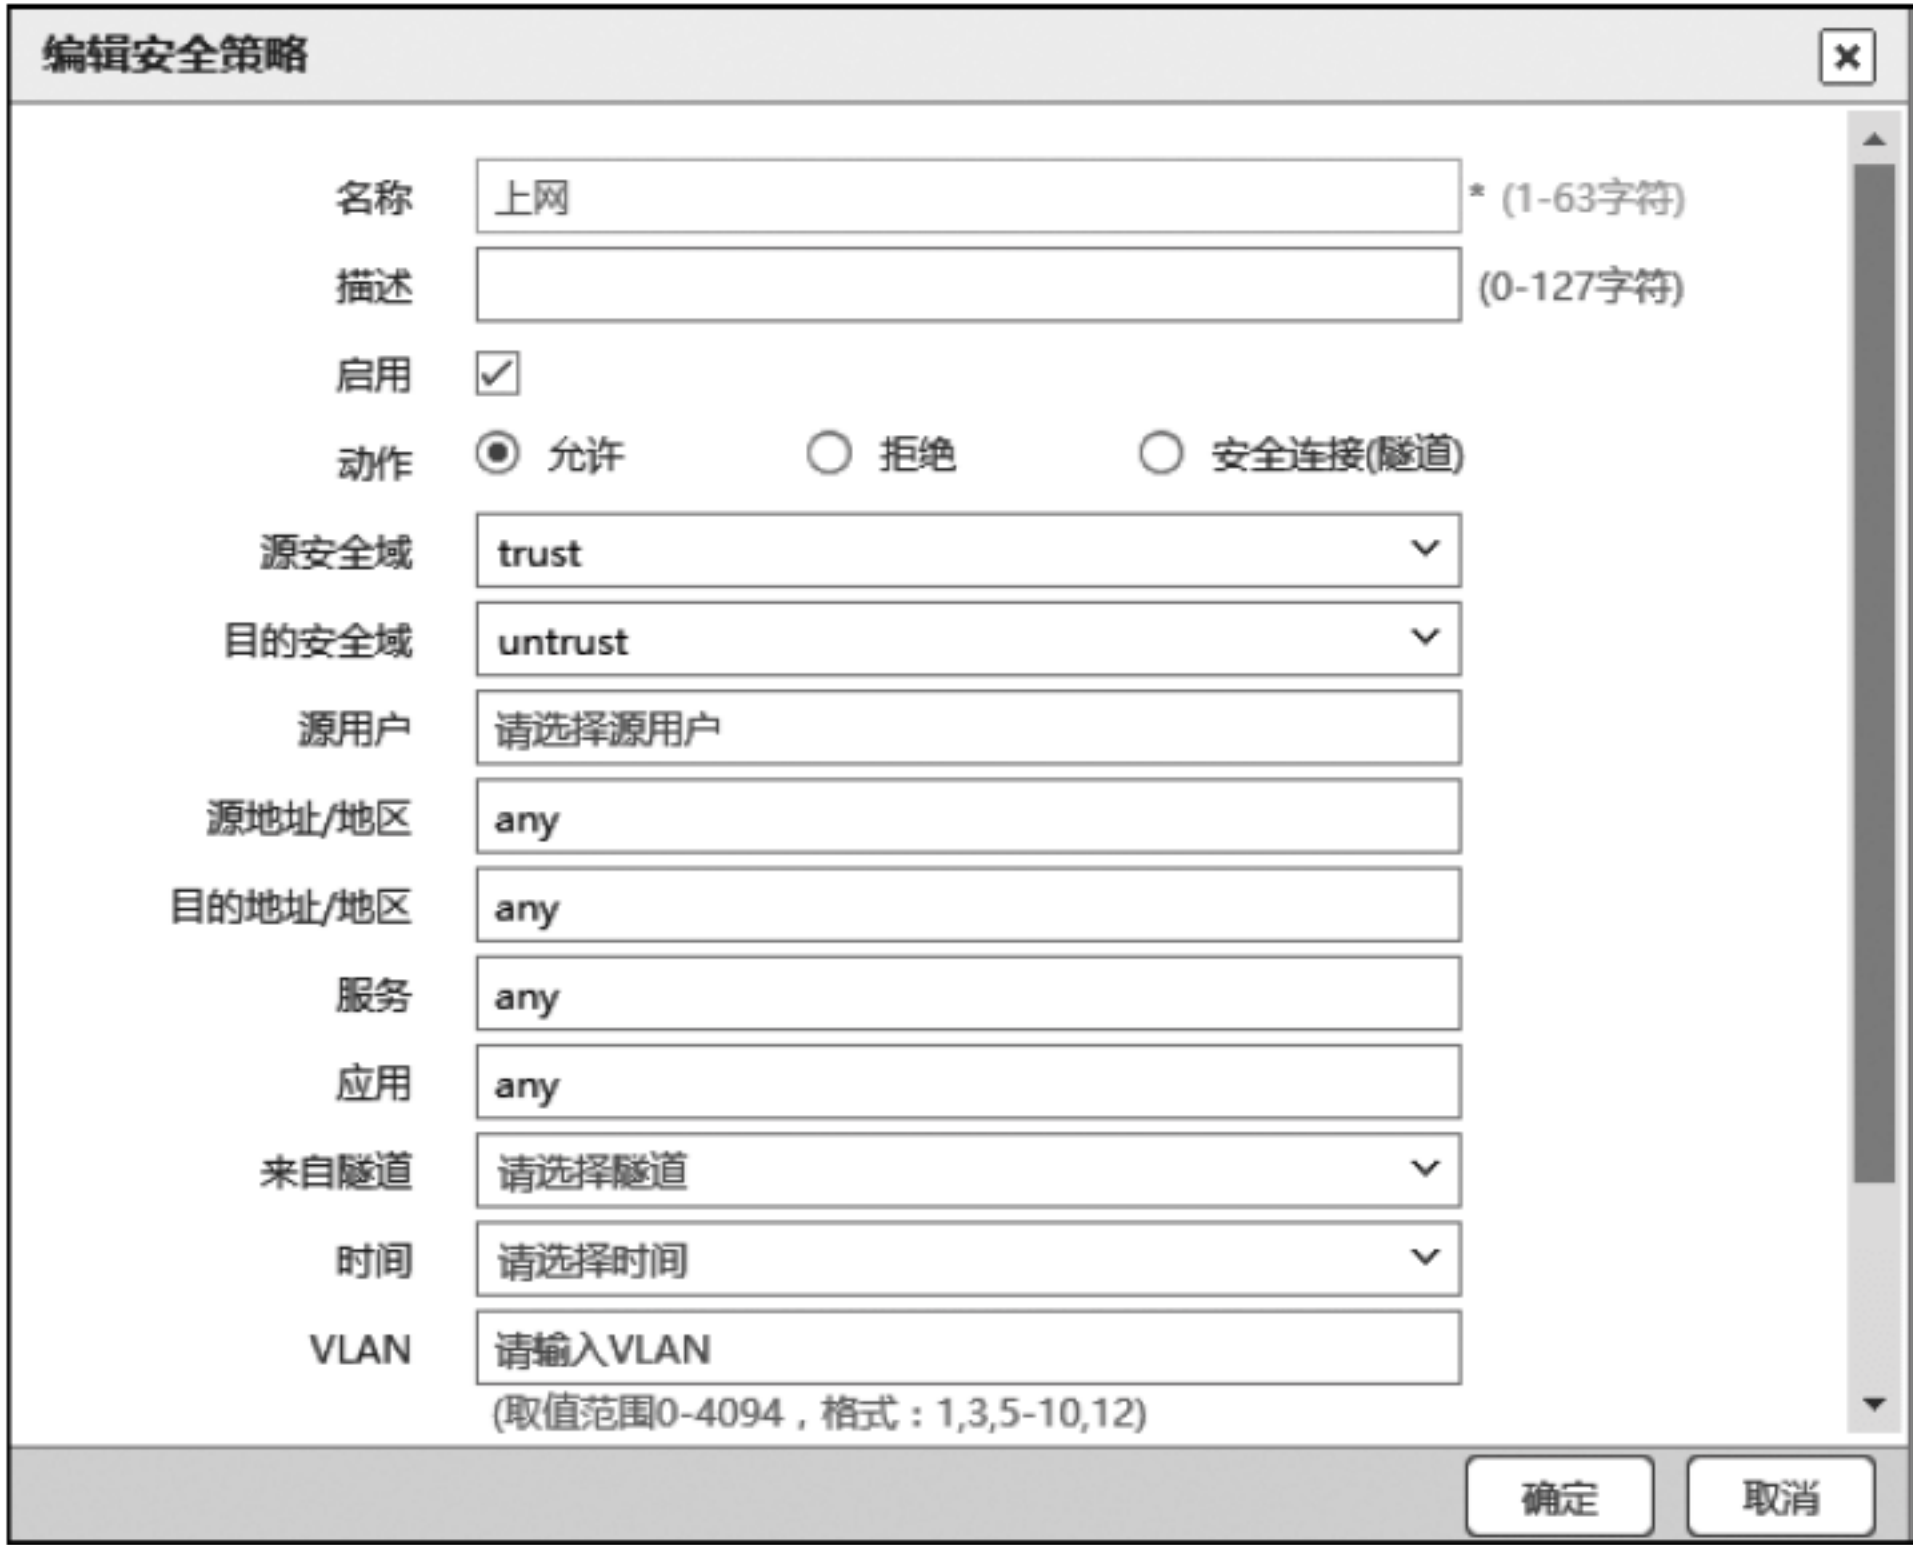 编辑安全策略
名称 上网 * (1-63字符)
描述 (0-127字符)
启用
动作 允许 拒绝 安全连接(隧道)
源安全域 trust
目的安全域 untrust
源用户 请选择源用户
源地址/地区 any
目的地址/地区 any
服务 any
应用 any
来自隧道 请选择隧道
时间 请选择时间
VLAN 请输入VLAN
(取值范围0-4094，格式：1,3,5-10,12)
确定 取消